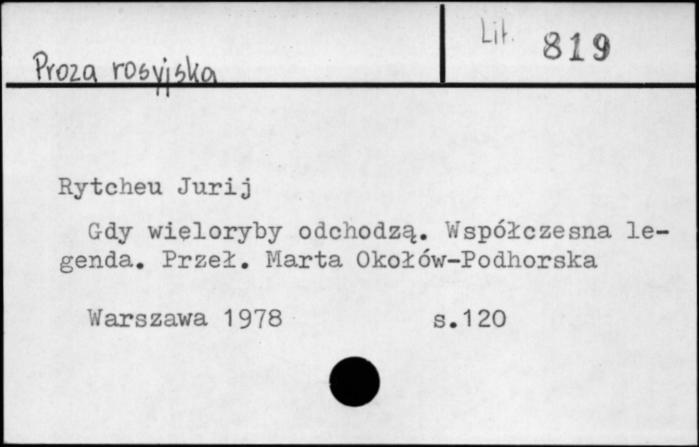 Lit. 819
Proza rosyjska
Rytcheu Jurij
Gdy wieloryby odchodzą. Współczesna le-
genda. Przeł. Marta Okołów-Podhorska
Warszawa 1978 s.120